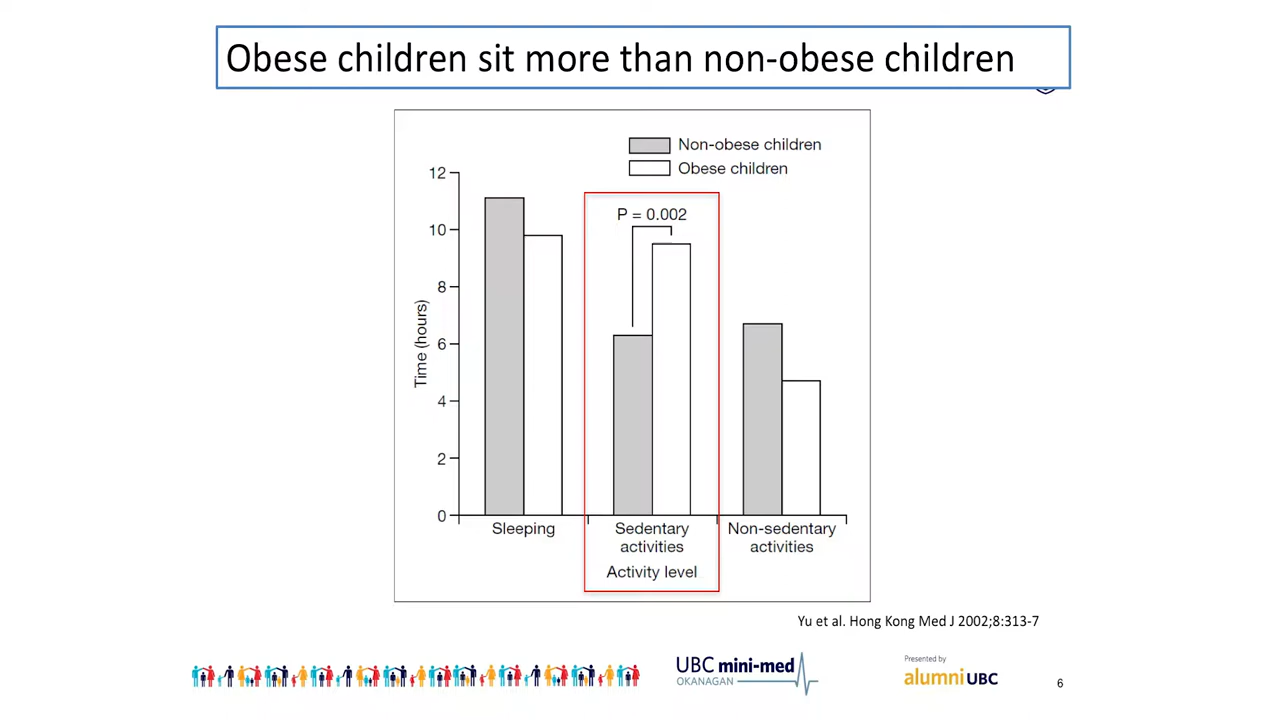 Obese children sit more than non-obese children
Non-obese children
Obese children
12
10
8
6
4
2
0
Time (hours)
P = 0.002
Sleeping
Sedentary
activities
Non-sedentary
activities
Activity level
Yu et al. Hong Kong Med J 2002;8:313-7
UBC mini-med
OKANAGAN
Presented by
alumni UBC
6